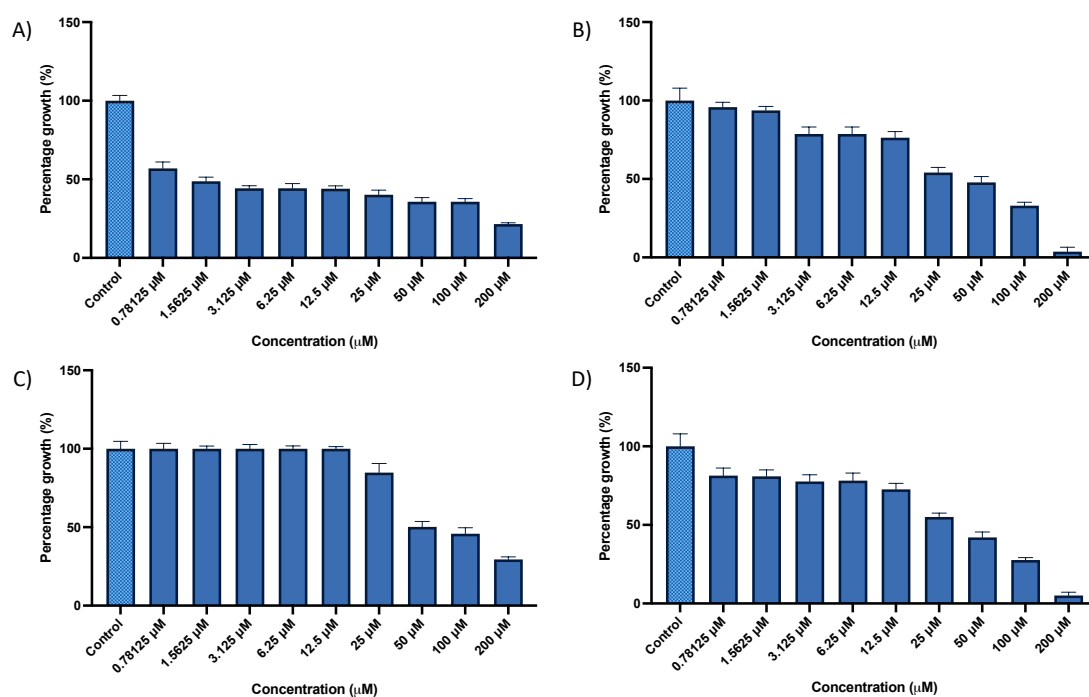 A)
Percentage growth (%)
150
100
50
0
Control
0.78125 µM
1.5625 µM
3.125 µM
6.25 µM
12.5 µM
25 µM
50 µM
100 µM
200 µM
Concentration (µM)
B)
Percentage growth (%)
150
100
50
0
Control
0.78125 µM
1.5625 µM
3.125 µM
6.25 µM
12.5 µM
25 µM
50 µM
100 µM
200 µM
Concentration (µM)
C)
Percentage growth (%)
150
100
50
0
Control
0.78125 µM
1.5625 µM
3.125 µM
6.25 µM
12.5 µM
25 µM
50 µM
100 µM
200 µM
Concentration (µM)
D)
Percentage growth (%)
150
100
50
0
Control
0.78125 µM
1.5625 µM
3.125 µM
6.25 µM
12.5 µM
25 µM
50 µM
100 µM
200 µM
Concentration (µM)